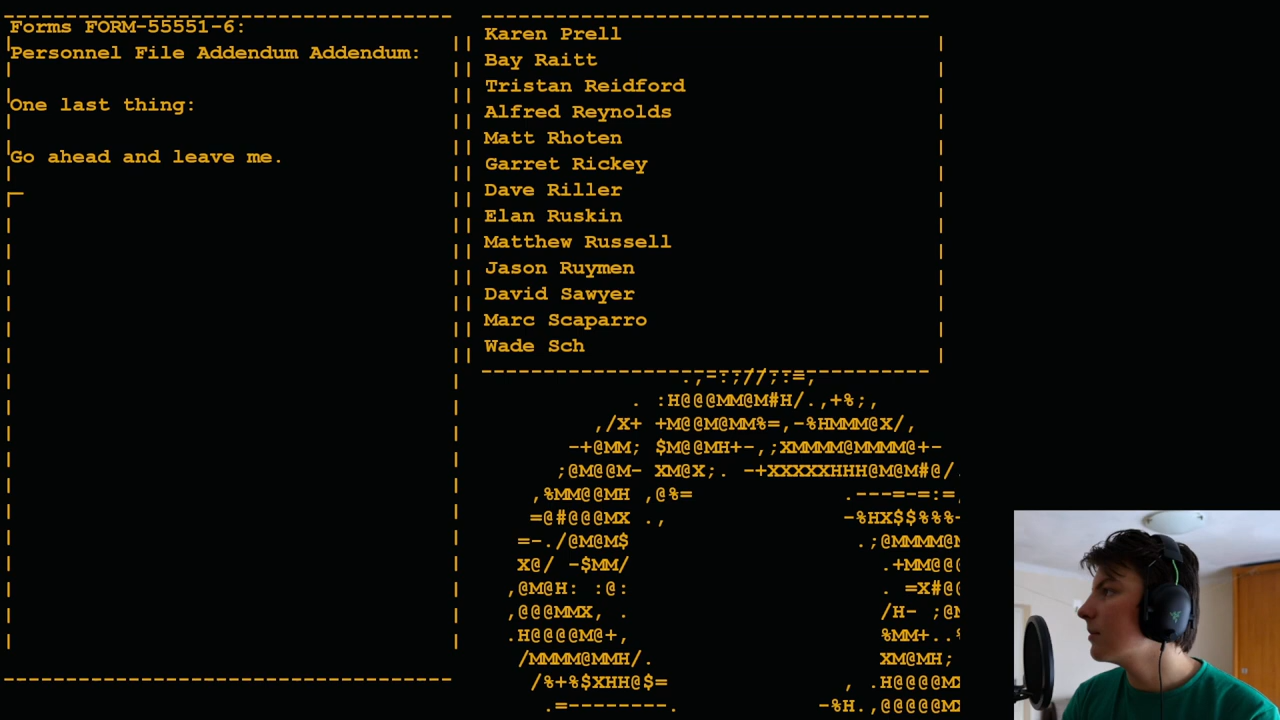 Forms FORM-55551-6:
Personnel File Addendum Addendum:
One last thing:
Go ahead and leave me.
Karen Prell
Bay Raitt
Tristan Reidford
Alfred Reynolds
Matt Rhoten
Garret Rickey
Dave Riller
Elan Ruskin
Matthew Russell
Jason Ruymen
David Sawyer
Marc Scaparro
Wade Sch